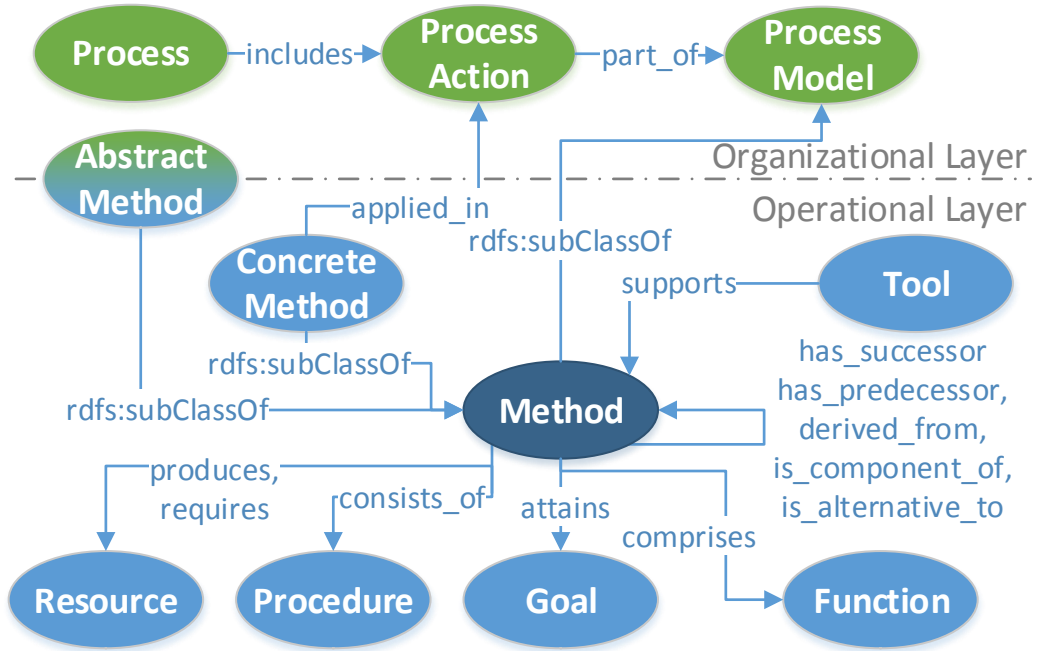 Process
includes
Process
Action
part_of
Process
Model
Abstract
Method
Organizational Layer
Operational Layer
applied_in
rdfs:subClassOf
Concrete
Method
supports
Tool
rdfs:subClassOf
rdfs:subClassOf
Method
has_successor
has_predecessor,
derived_from,
is_component_of,
is_alternative_to
produces,
requires
consists_of
attains
comprises
Resource
Procedure
Goal
Function